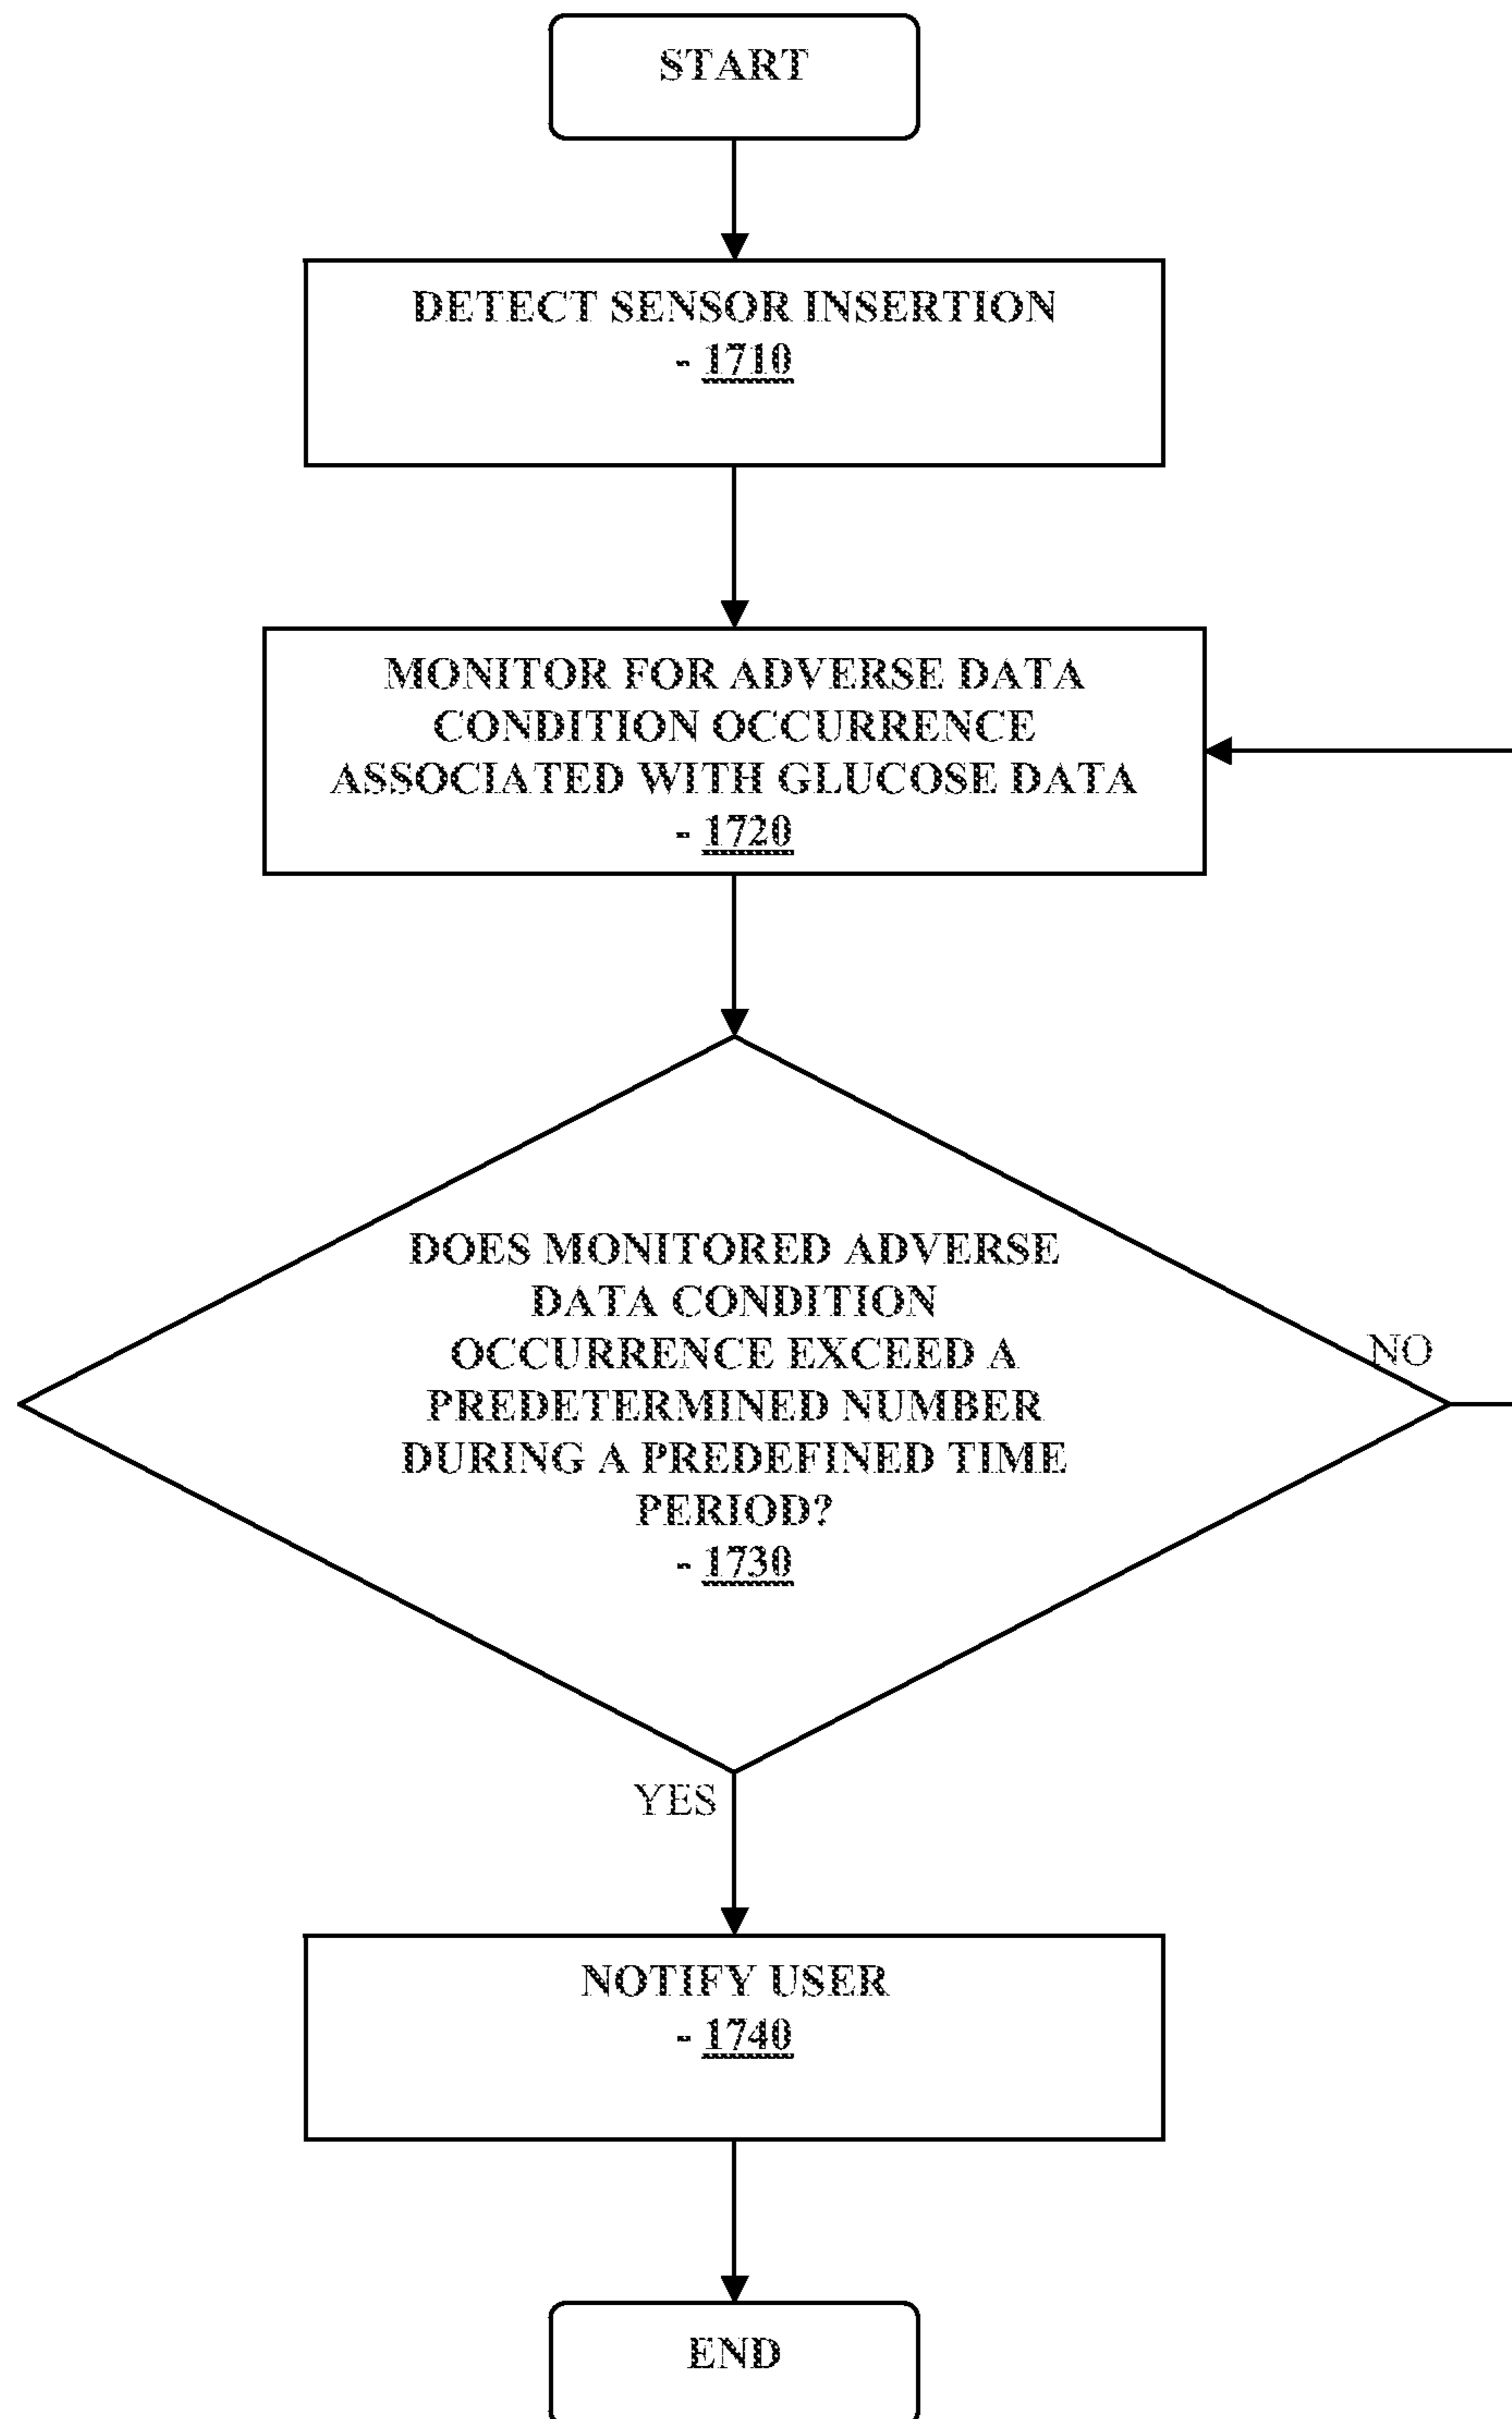 START
DETECT SENSOR INSERTION
- 1710
MONITOR FOR ADVERSE DATA
CONDITION OCCURRENCE
ASSOCIATED WITH GLUCOSE DATA
- 1720
DOES MONITORED ADVERSE
DATA CONDITION
OCCURRENCE EXCEED A
PREDETERMINED NUMBER
DURING A PREDEFINED TIME
PERIOD?
- 1730
NO
YES
NOTIFY USER
- 1740
END